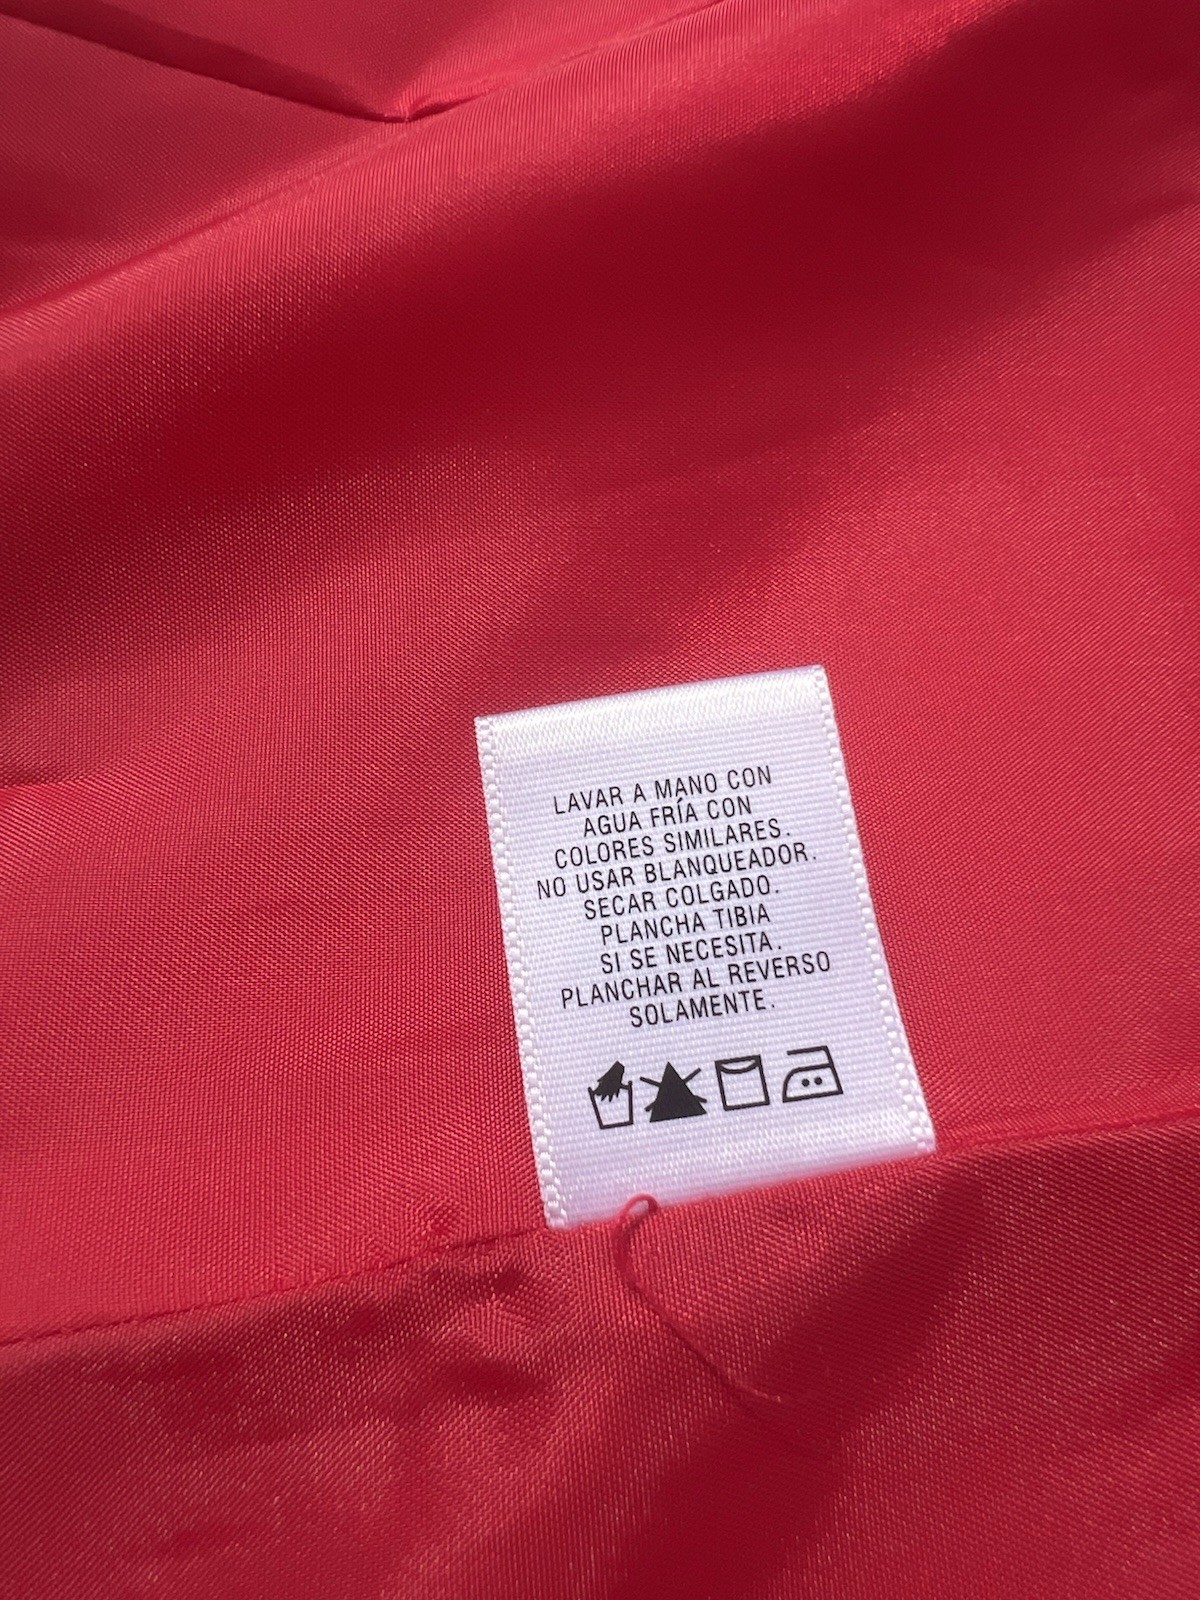 LAVAR A MANO CON
AGUA FRÍA CON
COLORES SIMILARES.
NO USAR BLANQUEADOR.
SECAR COLGADO.
PLANCHA TIBIA
SI SE NECESITA.
PLANCHAR AL REVERSO
SOLAMENTE.